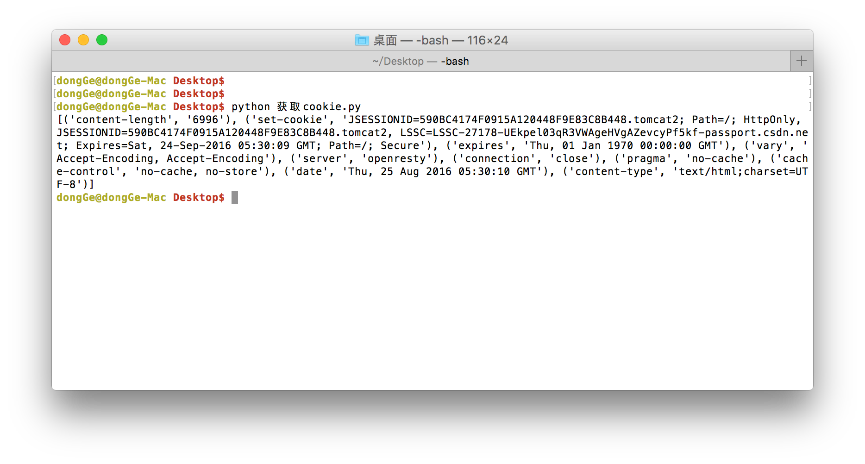 桌面 — -bash — 116×24
~/Desktop — -bash +
[dongGe@dongGe-Mac Desktop$ ]
[dongGe@dongGe-Mac Desktop$ ]
[dongGe@dongGe-Mac Desktop$ python 获取cookie.py ]
[('content-length', '6996'), ('set-cookie', 'JSESSIONID=590BC4174F0915A120448F9E83C8B448.tomcat2; Path=/; HttpOnly,
JSESSIONID=590BC4174F0915A120448F9E83C8B448.tomcat2, LSSC=LSSC-27178-UEkpel03qR3VWAgeHVgAZevcyPf5kf-passport.csdn.ne
t; Expires=Sat, 24-Sep-2016 05:30:09 GMT; Path=/; Secure'), ('expires', 'Thu, 01 Jan 1970 00:00:00 GMT'), ('vary', '
Accept-Encoding, Accept-Encoding'), ('server', 'openresty'), ('connection', 'close'), ('pragma', 'no-cache'), ('cach
e-control', 'no-cache, no-store'), ('date', 'Thu, 25 Aug 2016 05:30:10 GMT'), ('content-type', 'text/html;charset=UT
F-8')]
dongGe@dongGe-Mac Desktop$